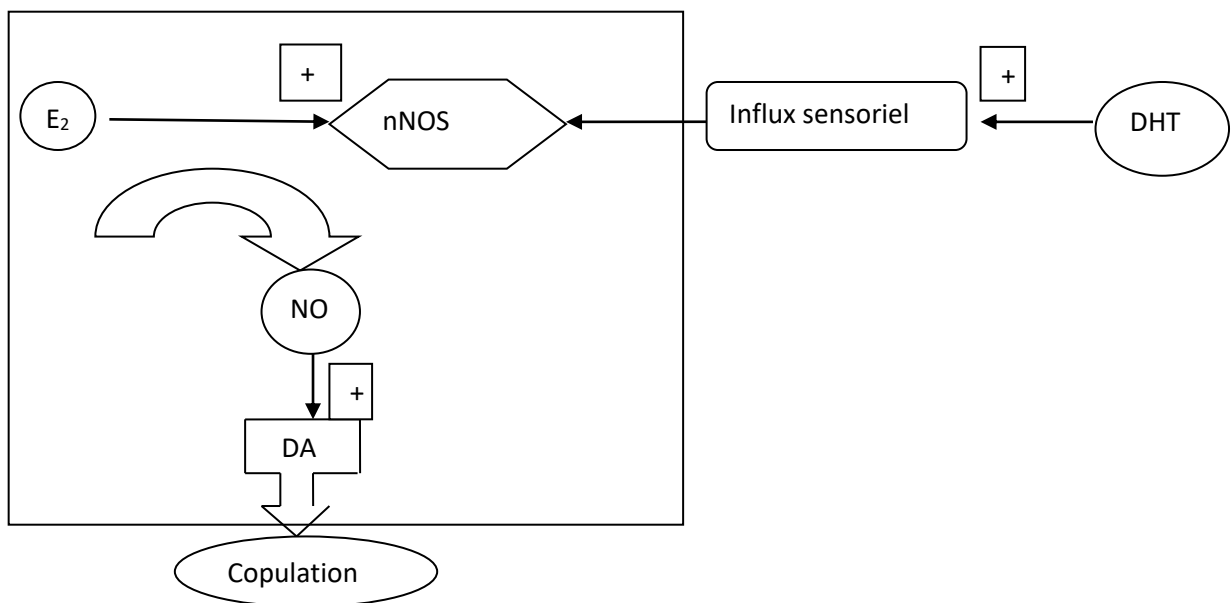 +
E₂
nNOS
Influx sensoriel
+
DHT
NO
+
DA
Copulation